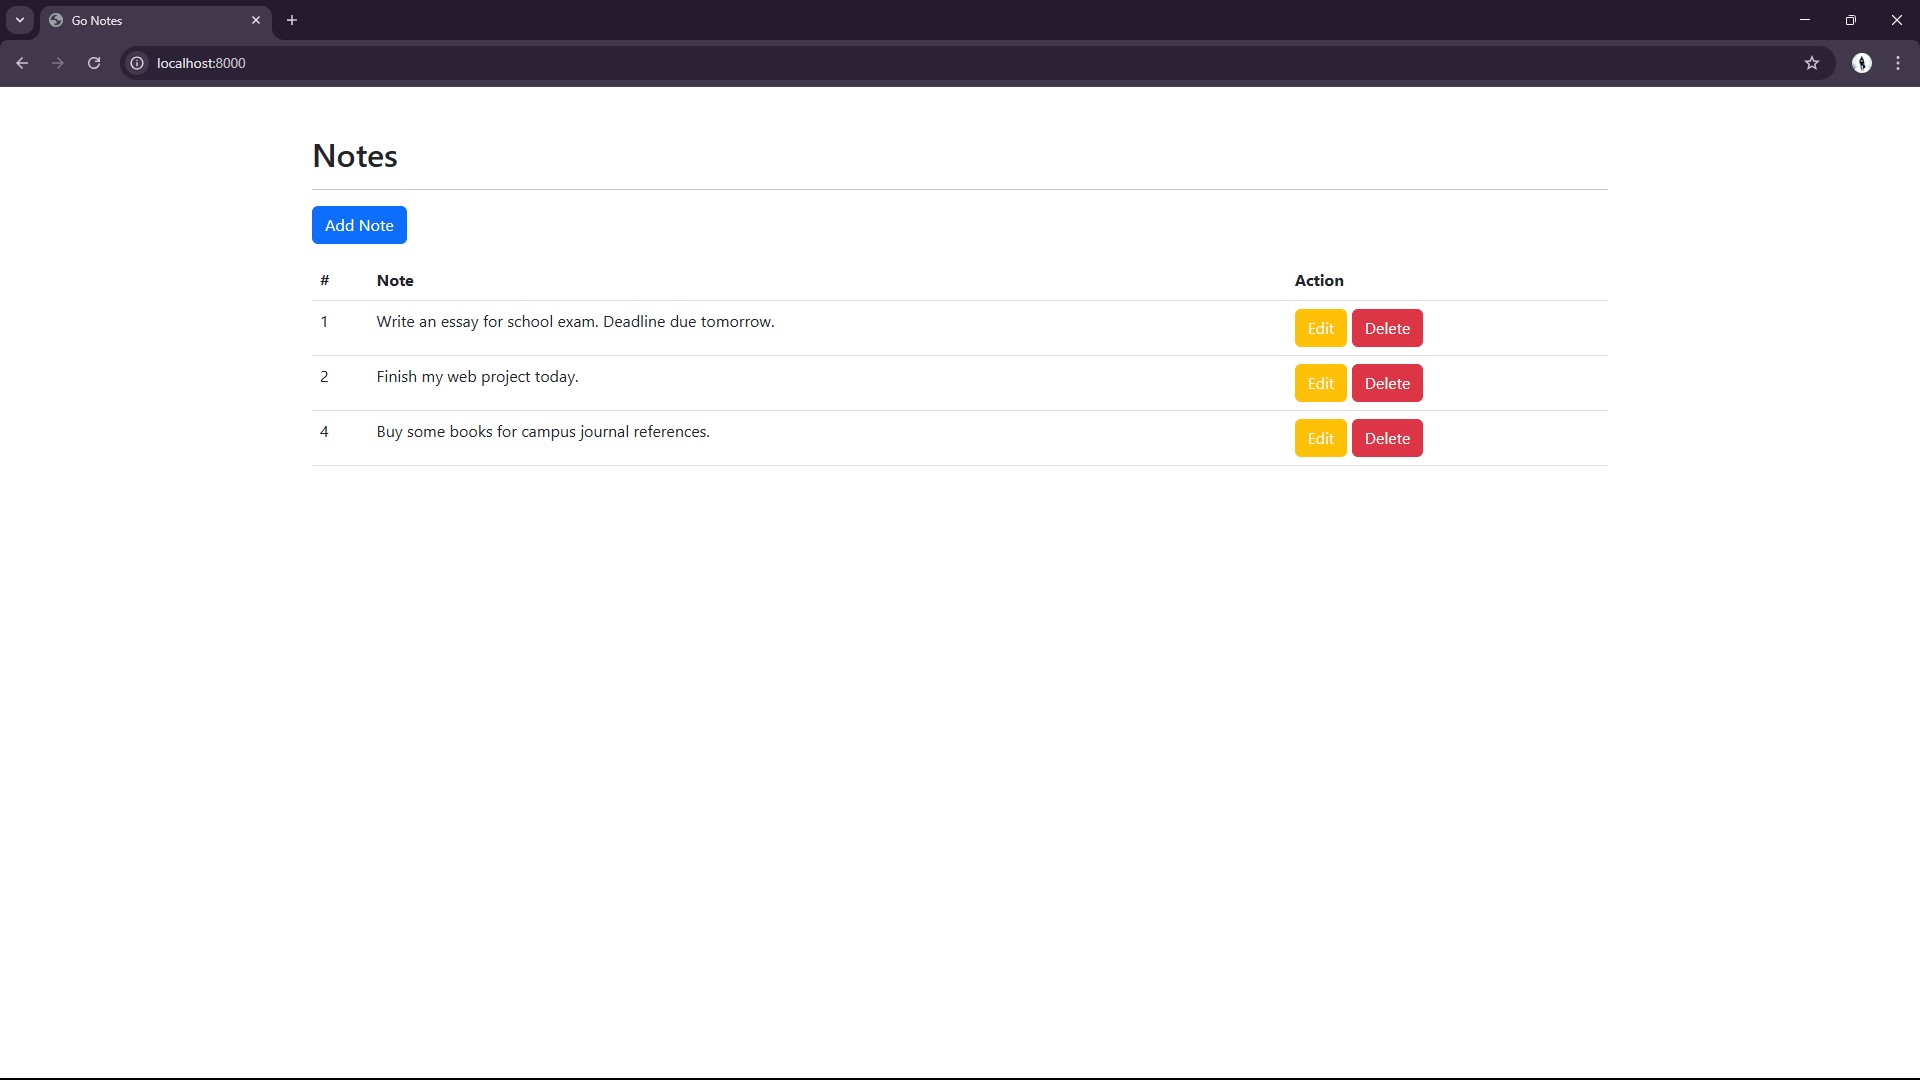 Go Notes
localhost:8000
Notes
Add Note
# Note Action
1 Write an essay for school exam. Deadline due tomorrow. Edit Delete
2 Finish my web project today. Edit Delete
4 Buy some books for campus journal references. Edit Delete